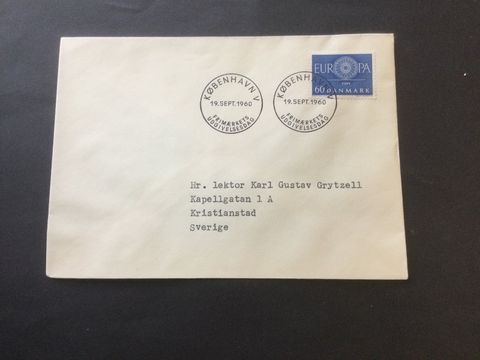 KØBENHAVN V
19.SEPT.1960
FRIMÆRKETS
UDGIVELSESDAG
KØBENHAVN V
19.SEPT.1960
FRIMÆRKETS
UDGIVELSESDAG
EUROPA
60 DANMARK
Hr. lektor Karl Gustav Grytzell
Kapellgatan 1 A
Kristianstad
Sverige